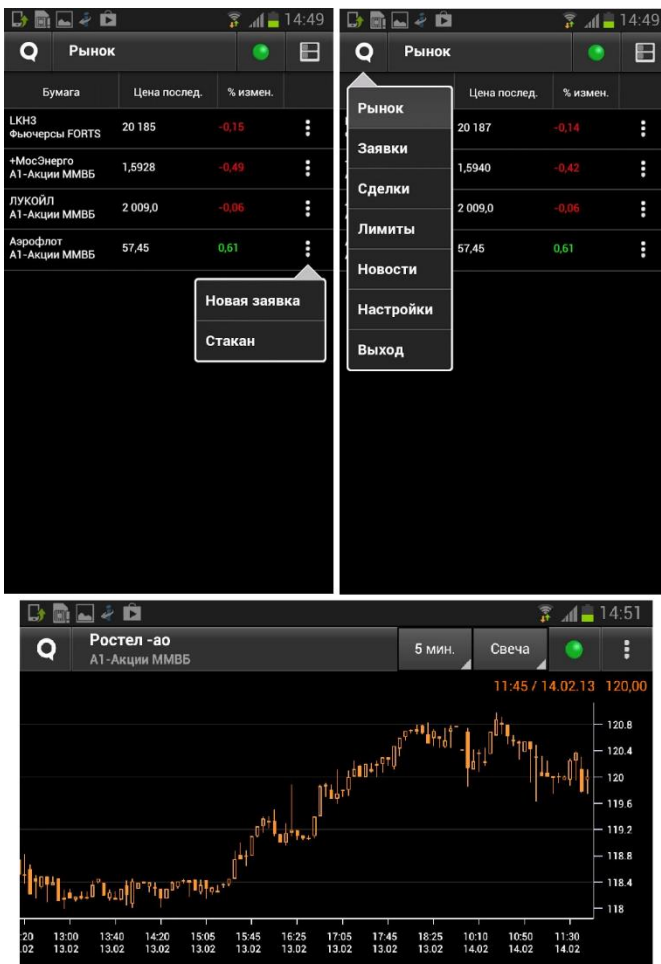 14:49
Рынок
Бумага Цена послед. % измен.
LKH3 20 185 -0,15
Фьючерсы FORTS
+МосЭнерго 1,5928 -0,49
А1-Акции ММВБ
ЛУКОЙЛ 2 009,0 -0,06
А1-Акции ММВБ
Аэрофлот 57,45 0,61
А1-Акции ММВБ
Новая заявка
Стакан
14:49
Рынок
Цена послед. % измен.
20 187 -0,14
1,5940 -0,42
2 009,0 -0,06
57,45 0,61
Рынок
Заявки
Сделки
Лимиты
Новости
Настройки
Выход
14:51
Ростел -ао
А1-Акции ММВБ
5 мин. Свеча
11:45 / 14.02.13 120,00
120.8
120.4
120
119.6
119.2
118.8
118.4
118
:20 13:00 13:40 14:20 15:05 15:45 16:25 17:05 17:45 18:25 10:10 10:50 11:30
.02 13.02 13.02 13.02 13.02 13.02 13.02 13.02 13.02 13.02 14.02 14.02 14.02